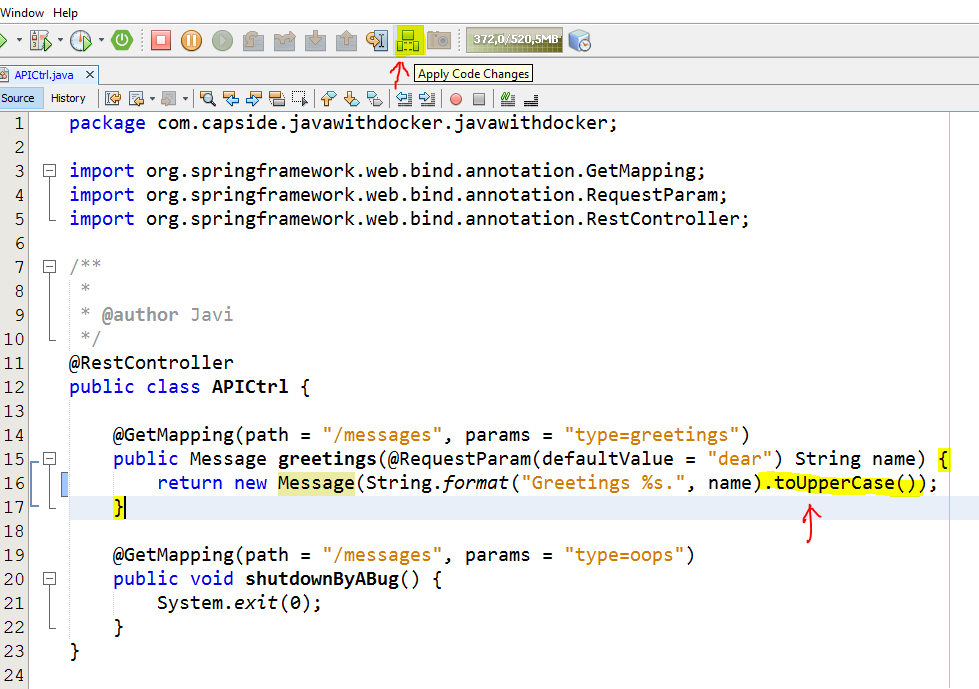 Window Help
372,0/520,5MB
APICtrl.java
Apply Code Changes
Source History
1 package com.capside.javawithdocker.javawithdocker;
2
3 import org.springframework.web.bind.annotation.GetMapping;
4 import org.springframework.web.bind.annotation.RequestParam;
5 import org.springframework.web.bind.annotation.RestController;
6
7 /**
8 *
9 * @author Javi
10 */
11 @RestController
12 public class APICtrl {
13
14 @GetMapping(path = "/messages", params = "type=greetings")
15 public Message greetings(@RequestParam(defaultValue = "dear") String name) {
16 return new Message(String.format("Greetings %s.", name).toUpperCase());
17 }
18
19 @GetMapping(path = "/messages", params = "type=oops")
20 public void shutdownByABug() {
21 System.exit(0);
22 }
23 }
24